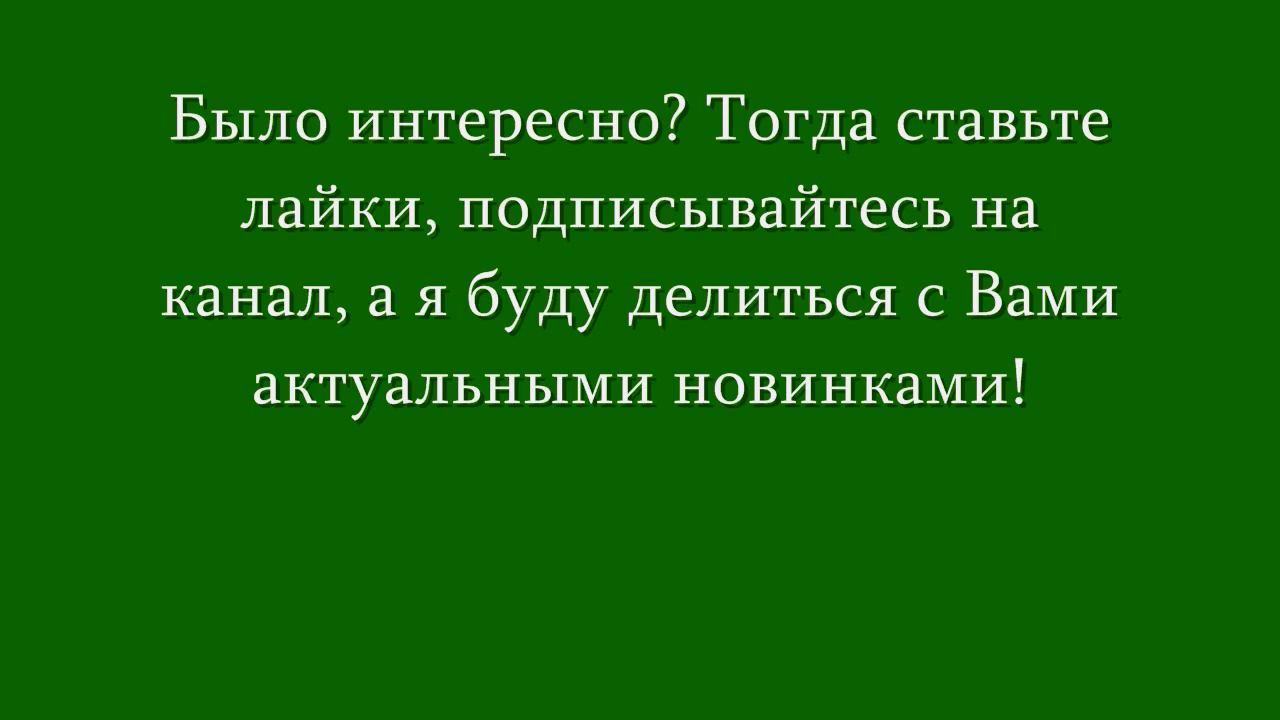 Было интересно? Тогда ставьте
лайки, подписывайтесь на
канал, а я буду делиться с Вами
актуальными новинками!